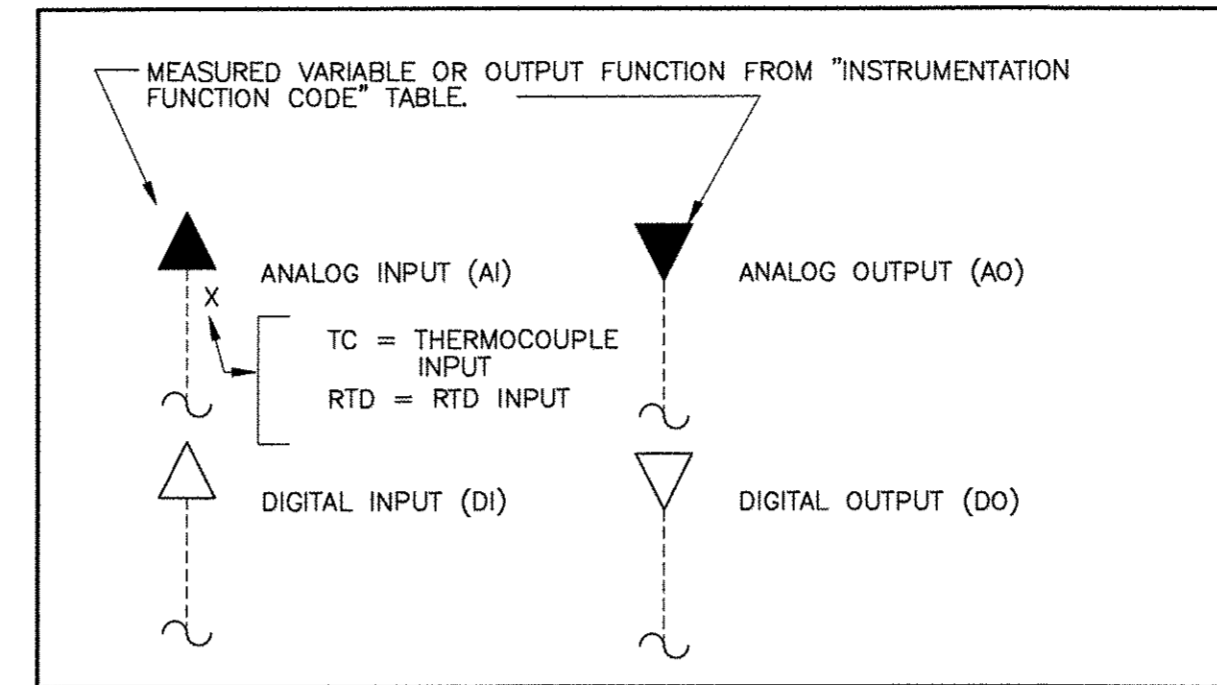 MEASURED VARIABLE OR OUTPUT FUNCTION FROM "INSTRUMENTATION
FUNCTION CODE" TABLE.
ANALOG INPUT (AI)
X
TC = THERMOCOUPLE
INPUT
RTD = RTD INPUT
DIGITAL INPUT (DI)
ANALOG OUTPUT (AO)
DIGITAL OUTPUT (DO)